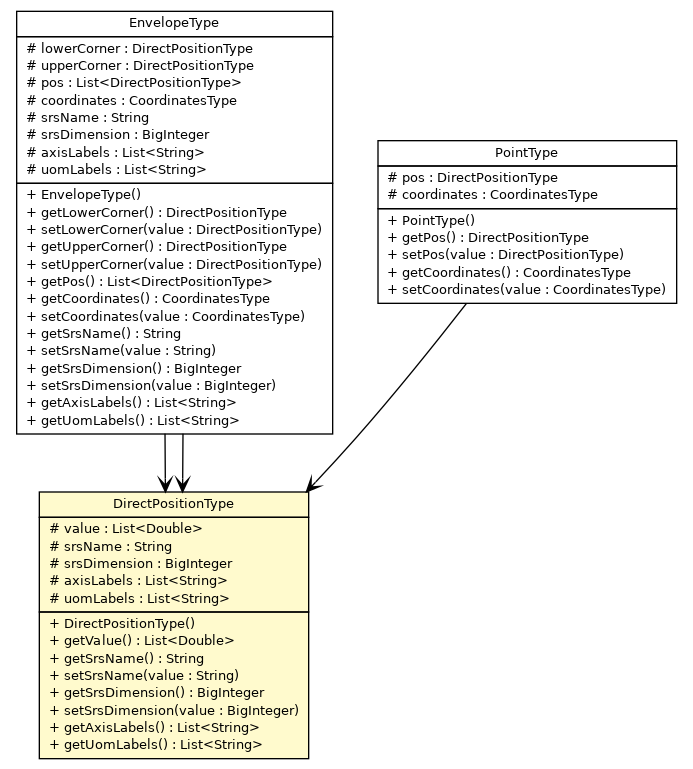 EnvelopeType
# lowerCorner : DirectPositionType
# upperCorner : DirectPositionType
# pos : List<DirectPositionType>
# coordinates : CoordinatesType
# srsName : String
# srsDimension : BigInteger
# axisLabels : List<String>
# uomLabels : List<String>
+ EnvelopeType()
+ getLowerCorner() : DirectPositionType
+ setLowerCorner(value : DirectPositionType)
+ getUpperCorner() : DirectPositionType
+ setUpperCorner(value : DirectPositionType)
+ getPos() : List<DirectPositionType>
+ getCoordinates() : CoordinatesType
+ setCoordinates(value : CoordinatesType)
+ getSrsName() : String
+ setSrsName(value : String)
+ getSrsDimension() : BigInteger
+ setSrsDimension(value : BigInteger)
+ getAxisLabels() : List<String>
+ getUomLabels() : List<String>
PointType
# pos : DirectPositionType
# coordinates : CoordinatesType
+ PointType()
+ getPos() : DirectPositionType
+ setPos(value : DirectPositionType)
+ getCoordinates() : CoordinatesType
+ setCoordinates(value : CoordinatesType)
DirectPositionType
# value : List<Double>
# srsName : String
# srsDimension : BigInteger
# axisLabels : List<String>
# uomLabels : List<String>
+ DirectPositionType()
+ getValue() : List<Double>
+ getSrsName() : String
+ setSrsName(value : String)
+ getSrsDimension() : BigInteger
+ setSrsDimension(value : BigInteger)
+ getAxisLabels() : List<String>
+ getUomLabels() : List<String>